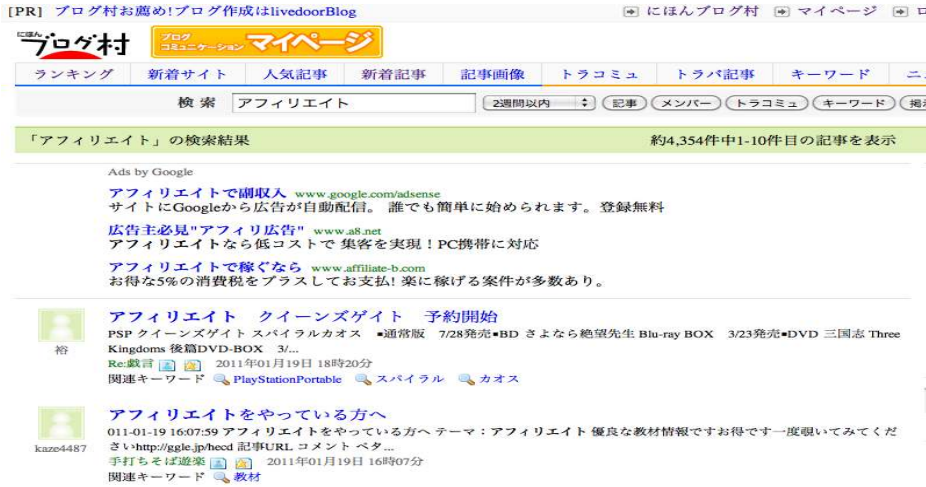 [PR] ブログ村お薦め!ブログ作成はlivedoorBlog にほんブログ村 マイページ
にほん ブログ村 ブログコミュニケーション マイページ
ランキング 新着サイト 人気記事 新着記事 記事画像 トラコミュ トラバ記事 キーワード
検索 アフィリエイト 2週間以内 記事 メンバー トラコミュ キーワード
「アフィリエイト」の検索結果 約4,354件中1-10件目の記事を表示
Ads by Google
アフィリエイトで副収入 www.google.com/adsense
サイトにGoogleから広告が自動配信。 誰でも簡単に始められます。登録無料
広告主必見"アフィリ広告" www.a8.net
アフィリエイトなら低コストで 集客を実現！PC携帯に対応
アフィリエイトで稼ぐなら www.affiliate-b.com
お得な5%の消費税をプラスしてお支払! 楽に稼げる案件が多数あり。
アフィリエイト クイーンズゲイト 予約開始
PSP クイーンズゲイト スパイラルカオス ▪通常版 7/28発売▪BD さよなら絶望先生 Blu-ray BOX 3/23発売▪DVD 三国志 Three
Kingdoms 後篇DVD-BOX 3/...
裕
Re:戯言 2011年01月19日 18時20分
関連キーワード PlayStationPortable スパイラル カオス
アフィリエイトをやっている方へ
011-01-19 16:07:59 アフィリエイトをやっている方へ テーマ：アフィリエイト 優良な教材情報ですお得です一度覗いてみてくだ
さいhttp://ggle.jp/hecd 記事URL コメント ペタ...
kaze4487
手打ちそば遊楽 2011年01月19日 16時07分
関連キーワード 教材